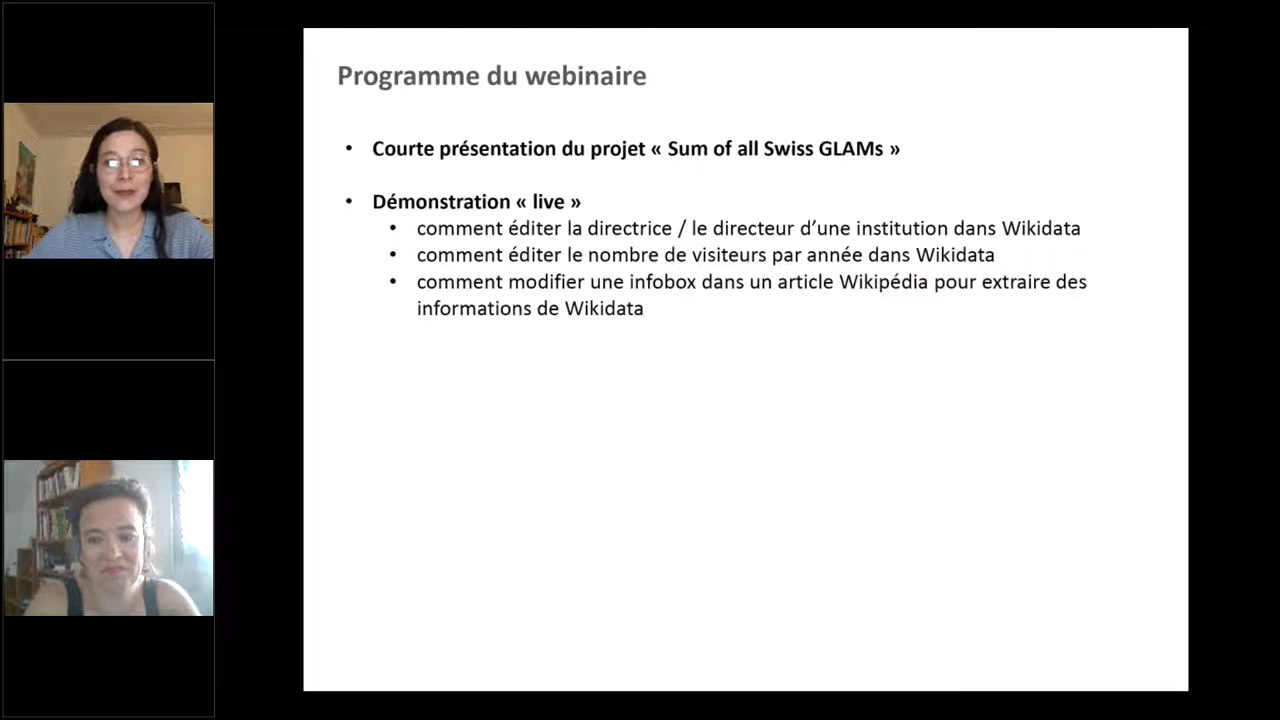 Programme du webinaire
• Courte présentation du projet « Sum of all Swiss GLAMs »
• Démonstration « live »
• comment éditer la directrice / le directeur d’une institution dans Wikidata
• comment éditer le nombre de visiteurs par année dans Wikidata
• comment modifier une infobox dans un article Wikipédia pour extraire des
informations de Wikidata